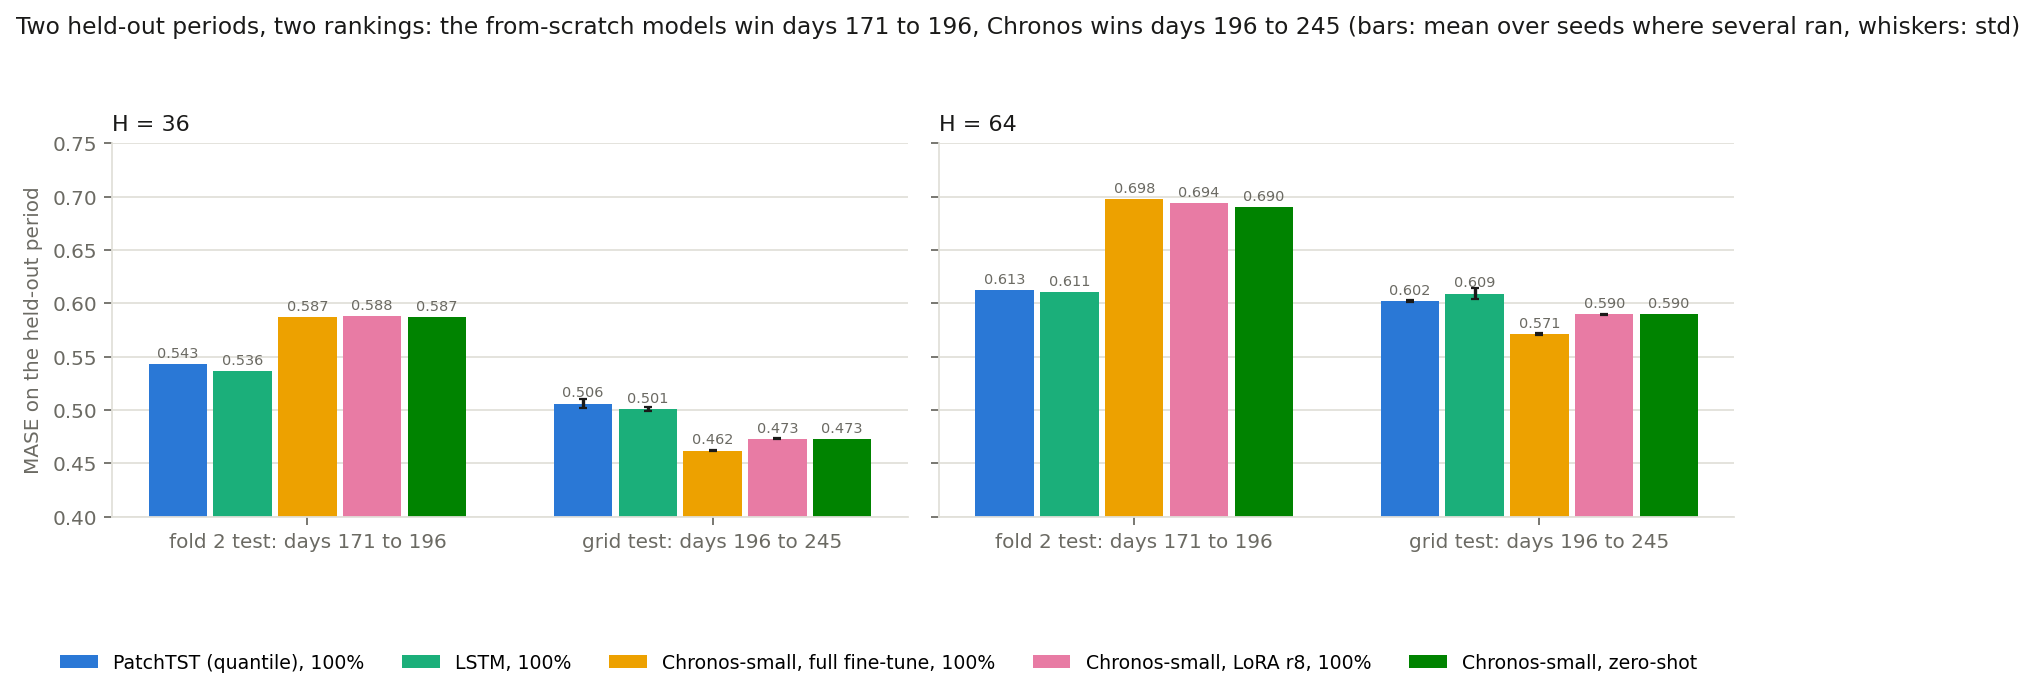 Two held-out periods, two rankings: the from-scratch models win days 171 to 196, Chronos wins days 196 to 245 (bars: mean over seeds where several ran, whiskers: std)
H = 36
H = 64
MASE on the held-out period
0.75
0.70
0.65
0.60
0.55
0.50
0.45
0.40
0.543
0.536
0.587
0.588
0.587
0.506
0.501
0.462
0.473
0.473
0.613
0.611
0.698
0.694
0.690
0.602
0.609
0.571
0.590
0.590
fold 2 test: days 171 to 196
grid test: days 196 to 245
fold 2 test: days 171 to 196
grid test: days 196 to 245
PatchTST (quantile), 100%
LSTM, 100%
Chronos-small, full fine-tune, 100%
Chronos-small, LoRA r8, 100%
Chronos-small, zero-shot